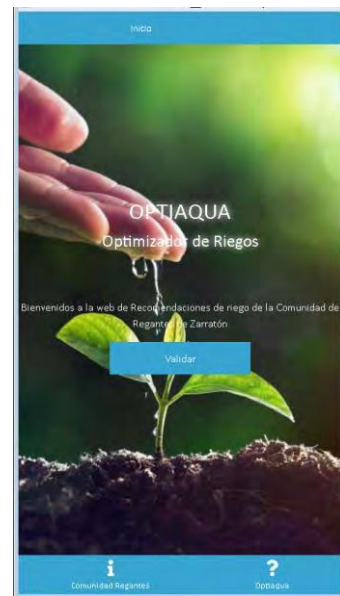 Inicio
OPTIAQUA
Optimizador de Riegos
Bienvenidos a la web de Recomendaciones de riego de la Comunidad de
Regantes de Zarratón
Validar
Comunidad Regantes
Optiaqua